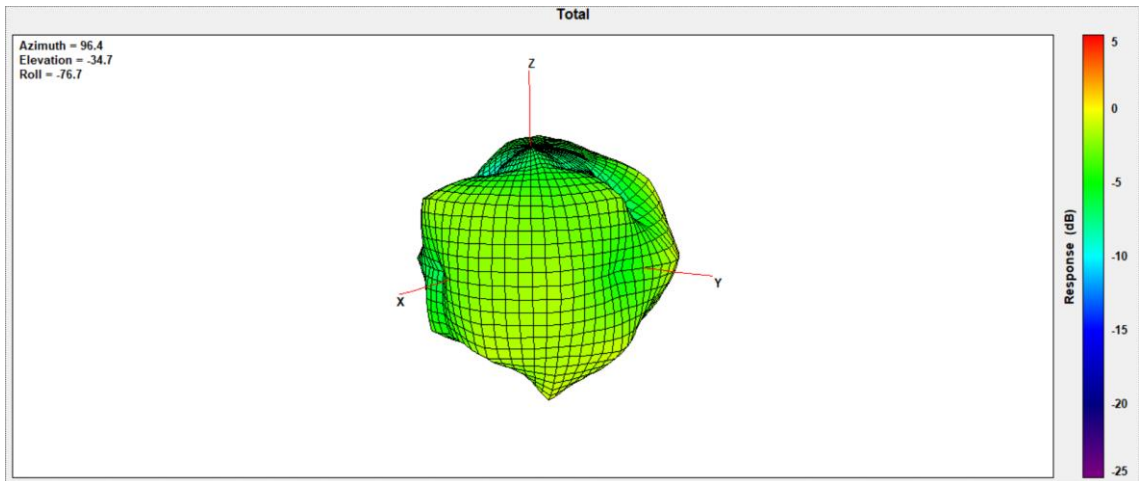 Total
Azimuth = 96.4
Elevation = -34.7
Roll = -76.7
Z
X
Y
5
0
-5
-10
-15
-20
-25
Response (dB)